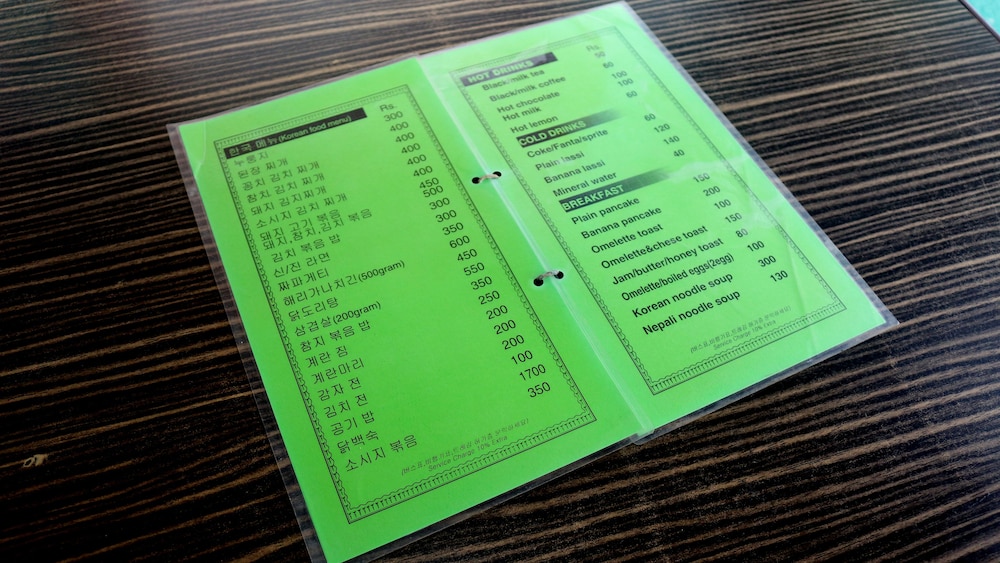 한국 메뉴 (Korean food menu)
누룽지
된장 찌개
꽁치 김치 찌개
참치 김치 찌개
돼지 김치찌개
소시지 김치 찌개
돼지 고기 볶음
돼지,참치,김치 볶음
김치 볶음 밥
신/진 라면
짜파게티
해리가나치킨(500gram)
닭도리탕
삼겹살(200gram)
참치 볶음 밥
계란 찜
계란마리
감자 전
김치 전
공기 밥
닭백숙
소시지 볶음
Rs.
300
400
400
400
400
450
500
300
300
350
600
450
550
350
250
200
200
100
1700
350
Service Charge 10% Extra
HOT DRINKS Rs.
Black/milk tea 50
Black/milk coffee 60
Hot chocolate 100
Hot milk 100
Hot lemon 60
COLD DRINKS
Coke/Fanta/sprite 60
Plain lassi 120
Banana lassi 140
Mineral water 40
BREAKFAST
Plain pancake 150
Banana pancake 200
Omelette toast 100
Omelette&chese toast 150
Jam/butter/honey toast 80
Omelette/boiled eggs(2egg) 100
Korean noodle soup 300
Nepali noodle soup 130
Service Charge 10% Extra